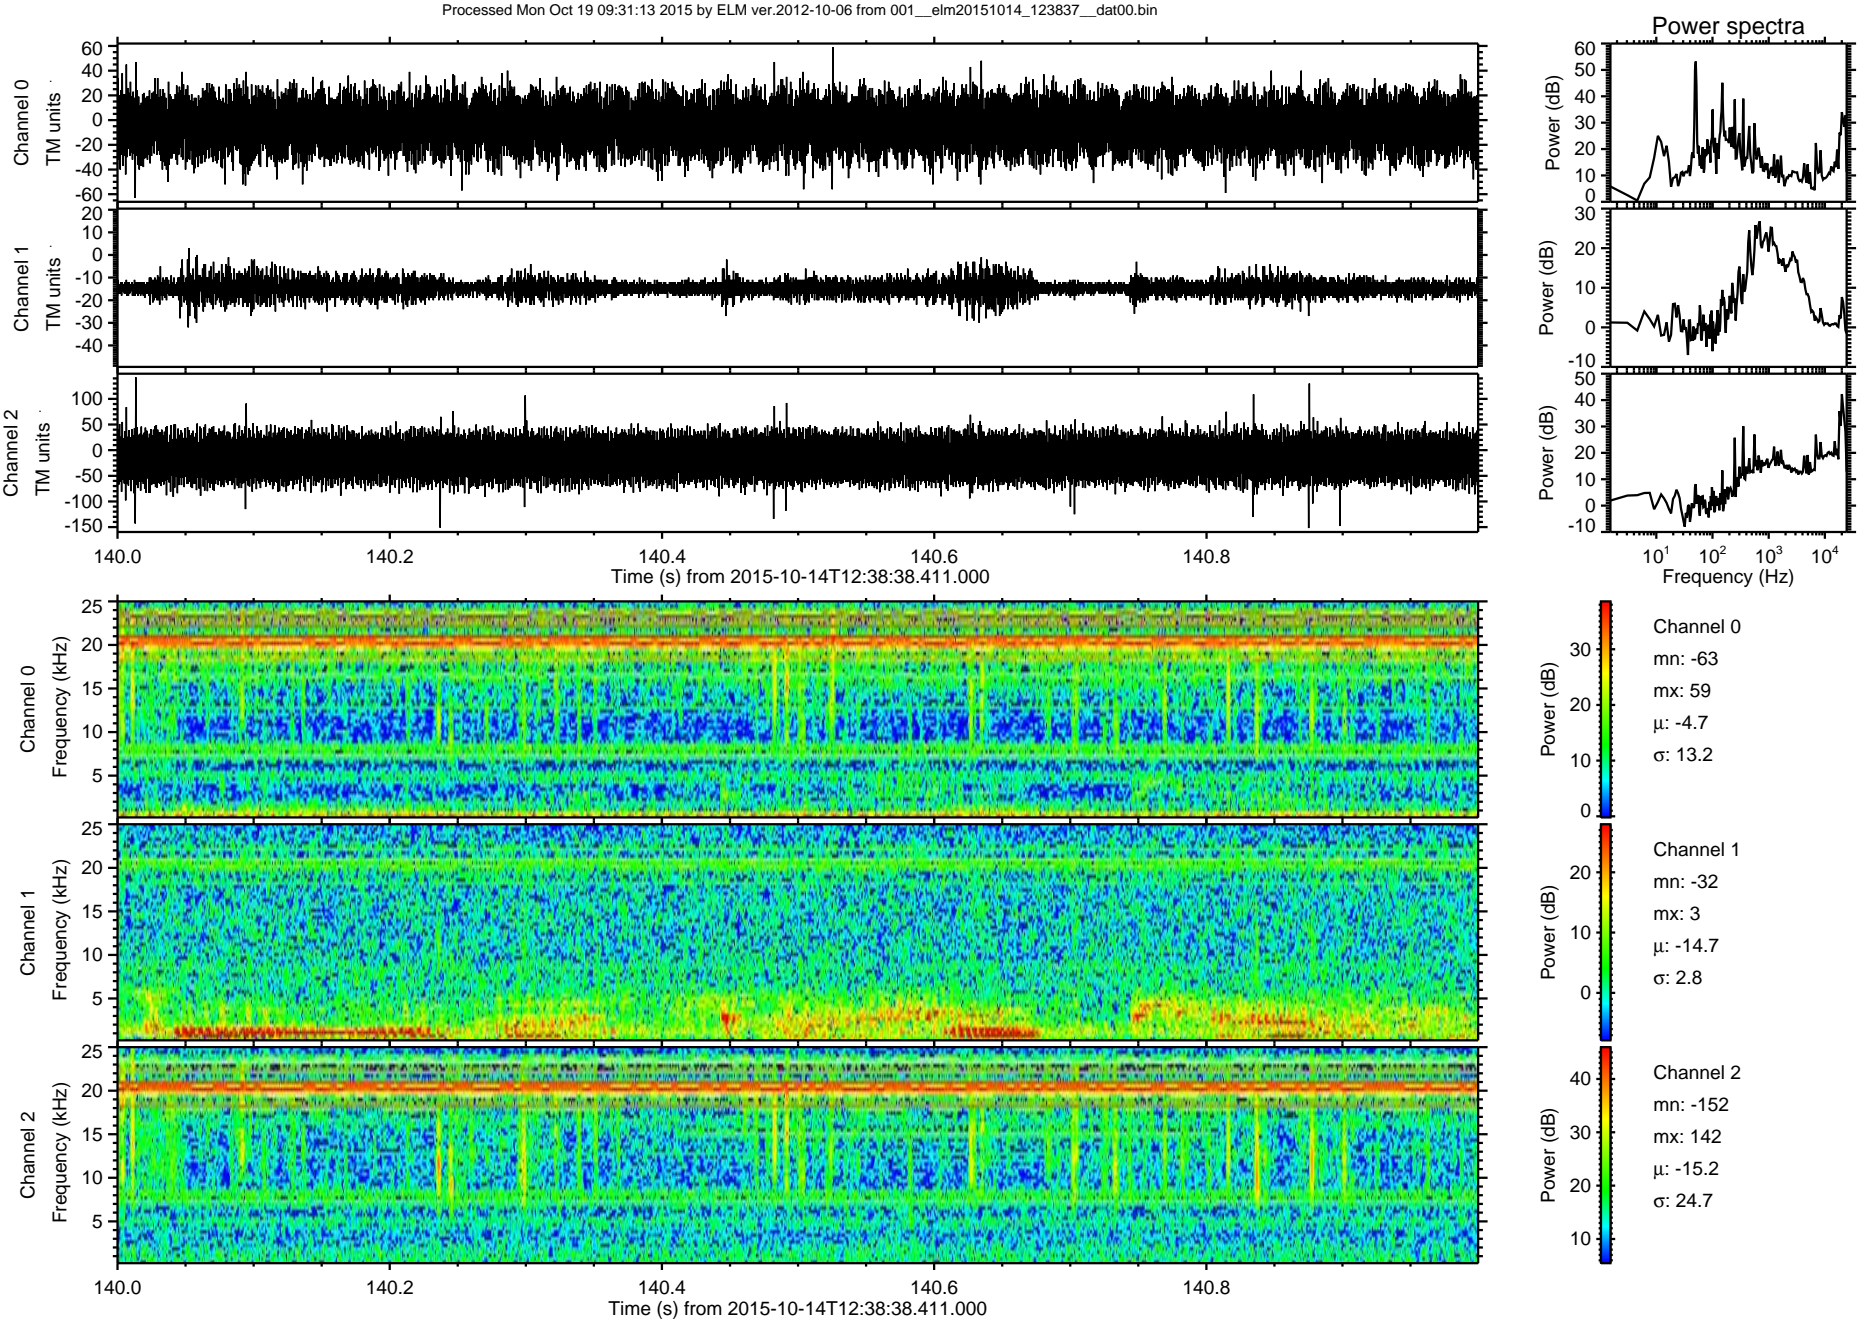 Processed Mon Oct 19 09:31:13 2015 by ELM ver.2012-10-06 from 001__elm20151014_123837__dat00.bin
Power spectra
Channel 0
TM units
60
40
20
0
-20
-40
-60
Power (dB)
60
50
40
30
20
10
0
Channel 1
TM units
20
10
0
-10
-20
-30
-40
Power (dB)
30
20
10
0
-10
Channel 2
TM units
100
50
0
-50
-100
-150
Power (dB)
50
40
30
20
10
0
-10
140.0 140.2 140.4 140.6 140.8
Time (s) from 2015-10-14T12:38:38.411.000
10^1 10^2 10^3 10^4
Frequency (Hz)
Channel 0
Frequency (kHz)
25
20
15
10
5
Power (dB)
30
20
10
0
Channel 0
mn: -63
mx: 59
μ: -4.7
σ: 13.2
Channel 1
Frequency (kHz)
25
20
15
10
5
Power (dB)
20
10
0
Channel 1
mn: -32
mx: 3
μ: -14.7
σ: 2.8
Channel 2
Frequency (kHz)
25
20
15
10
5
Power (dB)
40
30
20
10
Channel 2
mn: -152
mx: 142
μ: -15.2
σ: 24.7
140.0 140.2 140.4 140.6 140.8
Time (s) from 2015-10-14T12:38:38.411.000